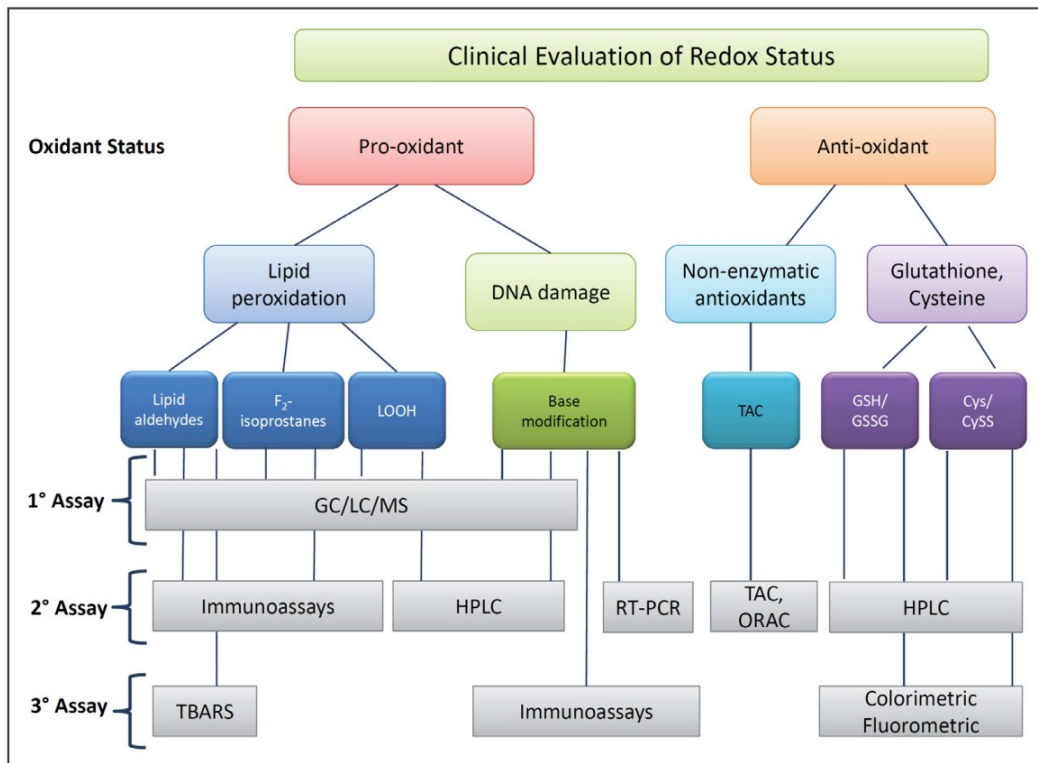 Clinical Evaluation of Redox Status
Oxidant Status
Pro-oxidant
Anti-oxidant
Lipid
peroxidation
DNA damage
Non-enzymatic
antioxidants
Glutathione,
Cysteine
Lipid
aldehydes
F₂-
isoprostanes
LOOH
Base
modification
TAC
GSH/
GSSG
Cys/
CySS
1° Assay
GC/LC/MS
2° Assay
Immunoassays
HPLC
RT-PCR
TAC,
ORAC
HPLC
3° Assay
TBARS
Immunoassays
Colorimetric
Fluorometric